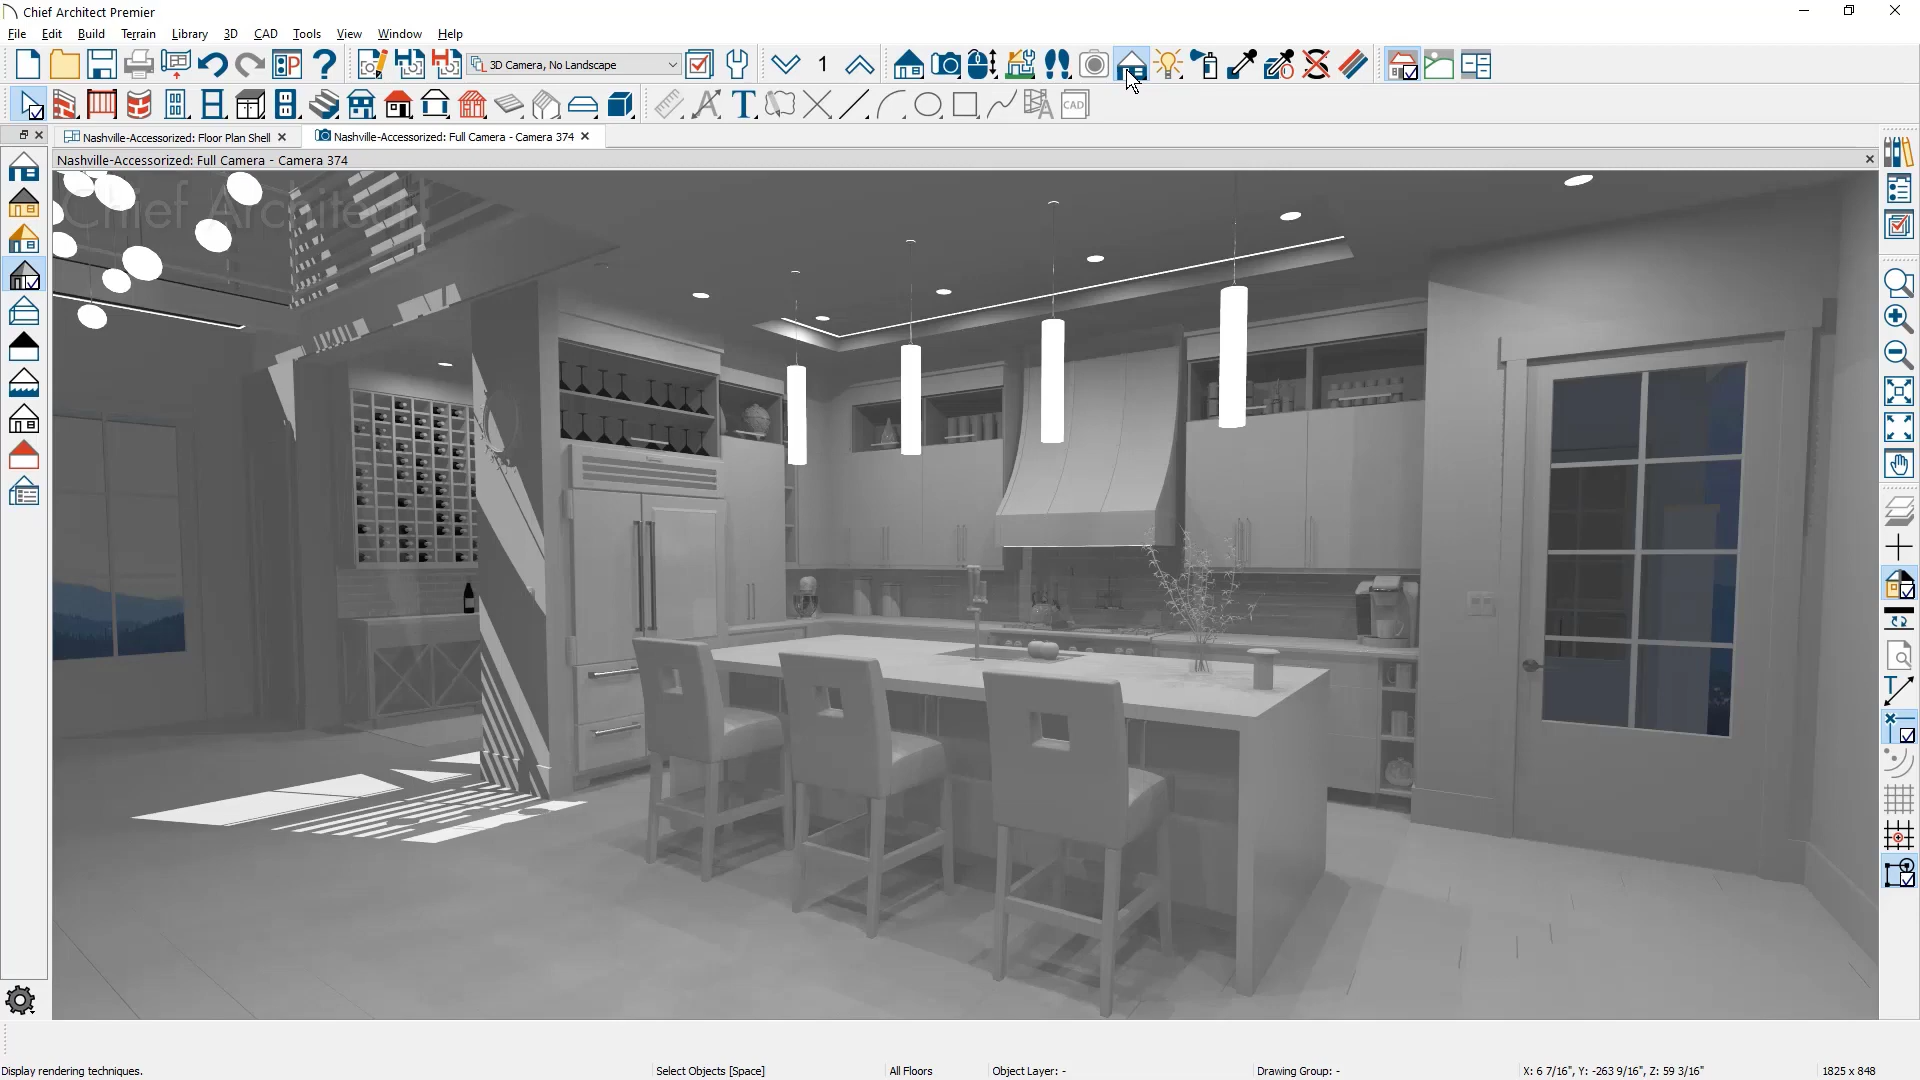 Chief Architect Premier
File Edit Build Terrain Library 3D CAD Tools View Window Help
3D Camera, No Landscape
1
CAD
Nashville-Accessorized: Floor Plan Shell
Nashville-Accessorized: Full Camera - Camera 374
Nashville-Accessorized: Full Camera - Camera 374
Chief Architect
Display rendering techniques.
Select Objects [Space]
All Floors
Object Layer: -
Drawing Group: -
X: 6 7/16", Y: -263 9/16", Z: 59 3/16"
1825 x 848